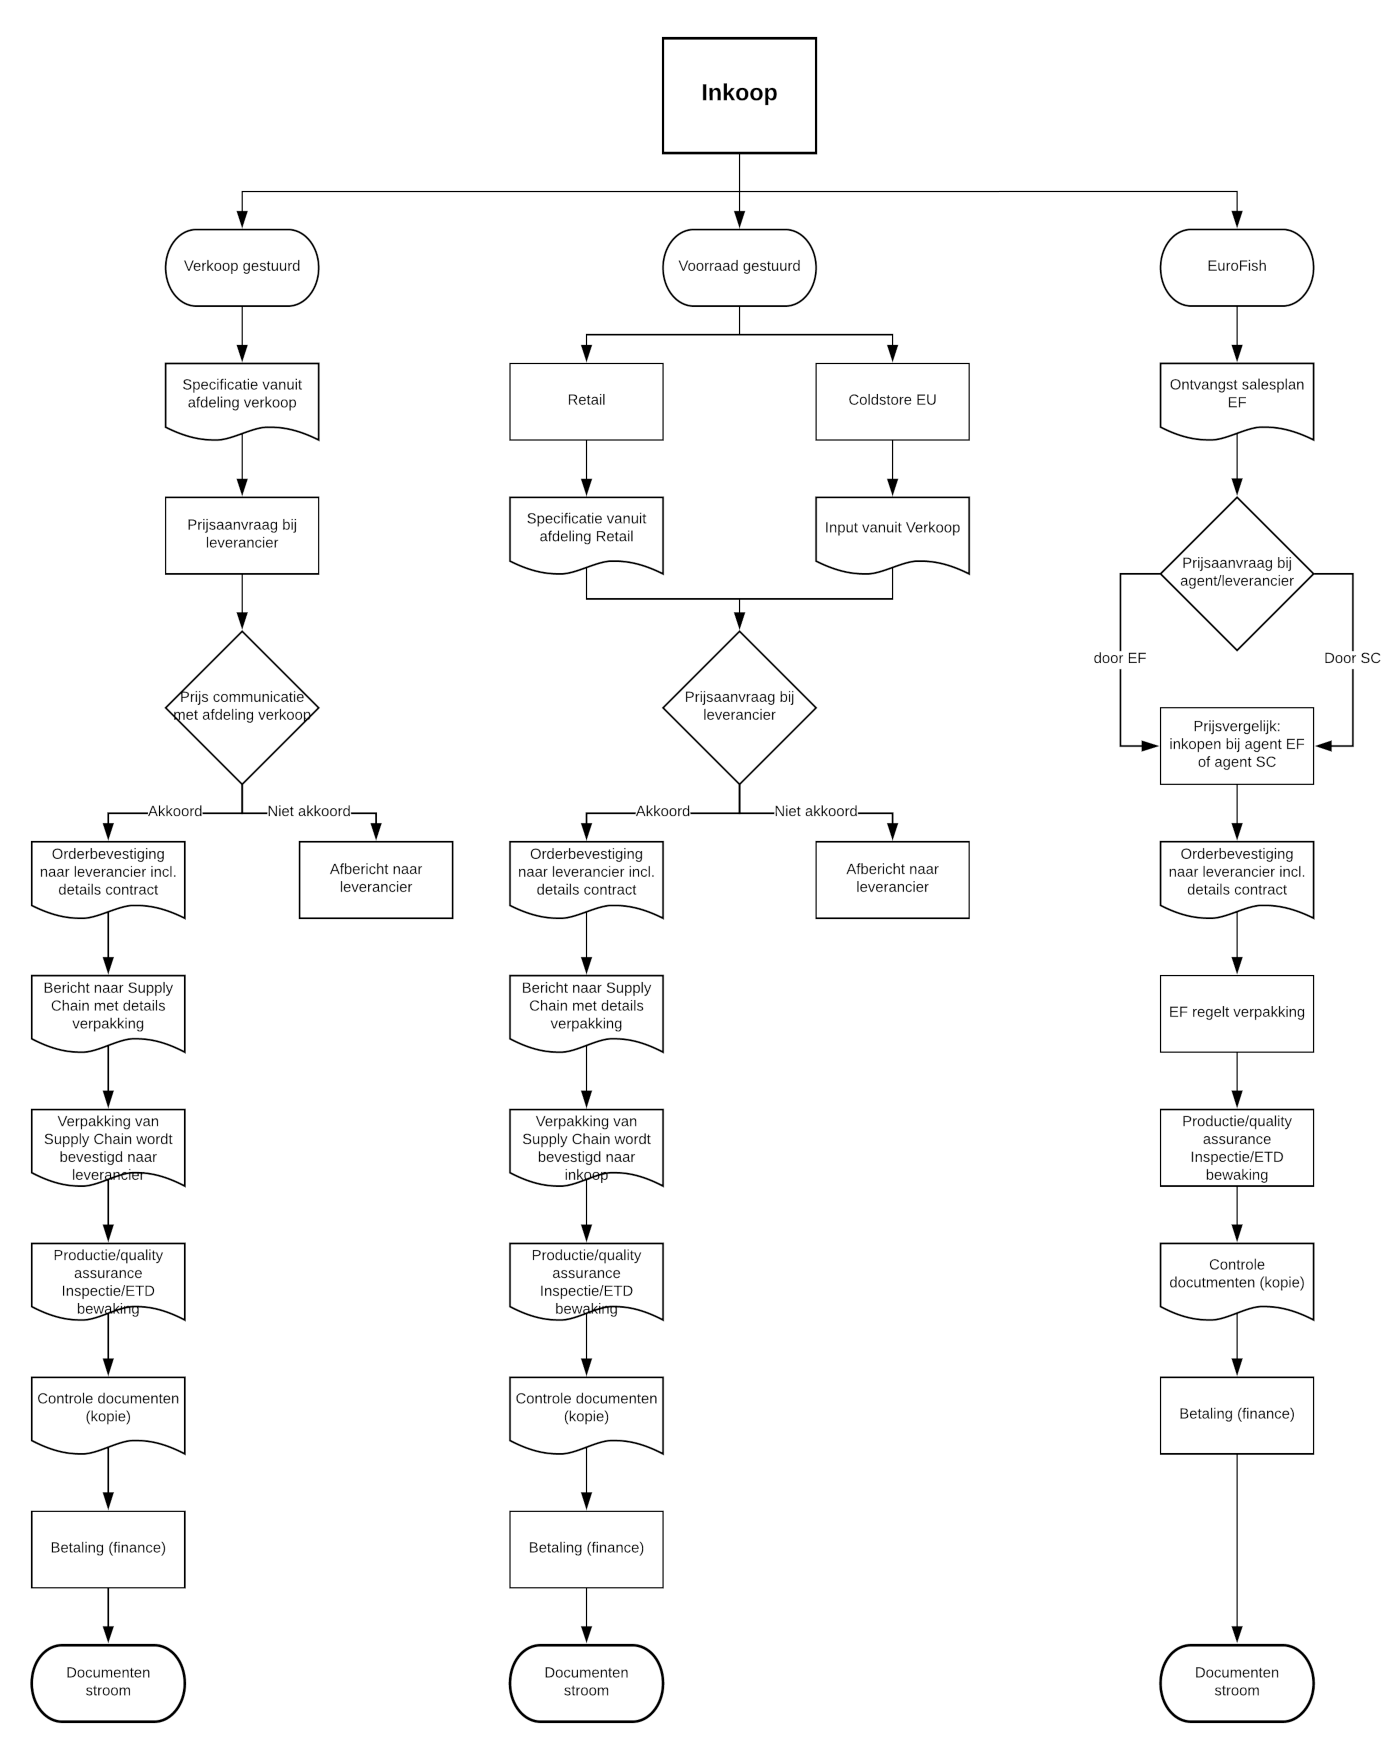 Inkoop
Verkoop gestuurd
Voorraad gestuurd
EuroFish
Specificatie vanuit
afdeling verkoop
Retail
Coldstore EU
Ontvangst salesplan
EF
Prijsaanvraag bij
leverancier
Specificatie vanuit
afdeling Retail
Input vanuit Verkoop
Prijsaanvraag bij
agent/leverancier
door EF
Door SC
Prijs communicatie
met afdeling verkoop
Prijsaanvraag bij
leverancier
Prijsvergelijk:
inkopen bij agent EF
of agent SC
Akkoord
Niet akkoord
Akkoord
Niet akkoord
Orderbevestiging
naar leverancier incl.
details contract
Afbericht naar
leverancier
Orderbevestiging
naar leverancier incl.
details contract
Afbericht naar
leverancier
Orderbevestiging
naar leverancier incl.
details contract
Bericht naar Supply
Chain met details
verpakking
Bericht naar Supply
Chain met details
verpakking
EF regelt verpakking
Verpakking van
Supply Chain wordt
bevestigd naar
leverancier
Verpakking van
Supply Chain wordt
bevestigd naar
inkoop
Productie/quality
assurance
Inspectie/ETD
bewaking
Productie/quality
assurance
Inspectie/ETD
bewaking
Productie/quality
assurance
Inspectie/ETD
bewaking
Controle
docutmenten (kopie)
Controle documenten
(kopie)
Controle documenten
(kopie)
Betaling (finance)
Betaling (finance)
Betaling (finance)
Documenten
stroom
Documenten
stroom
Documenten
stroom